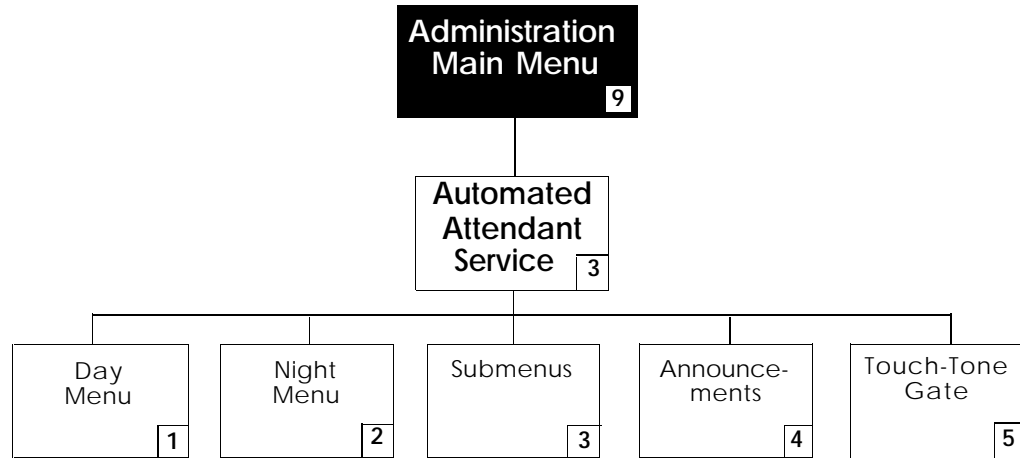 Administration
Main Menu
9
Automated
Attendant
Service
3
Day
Menu
1
Night
Menu
2
Submenus
3
Announce-
ments
4
Touch-Tone
Gate
5